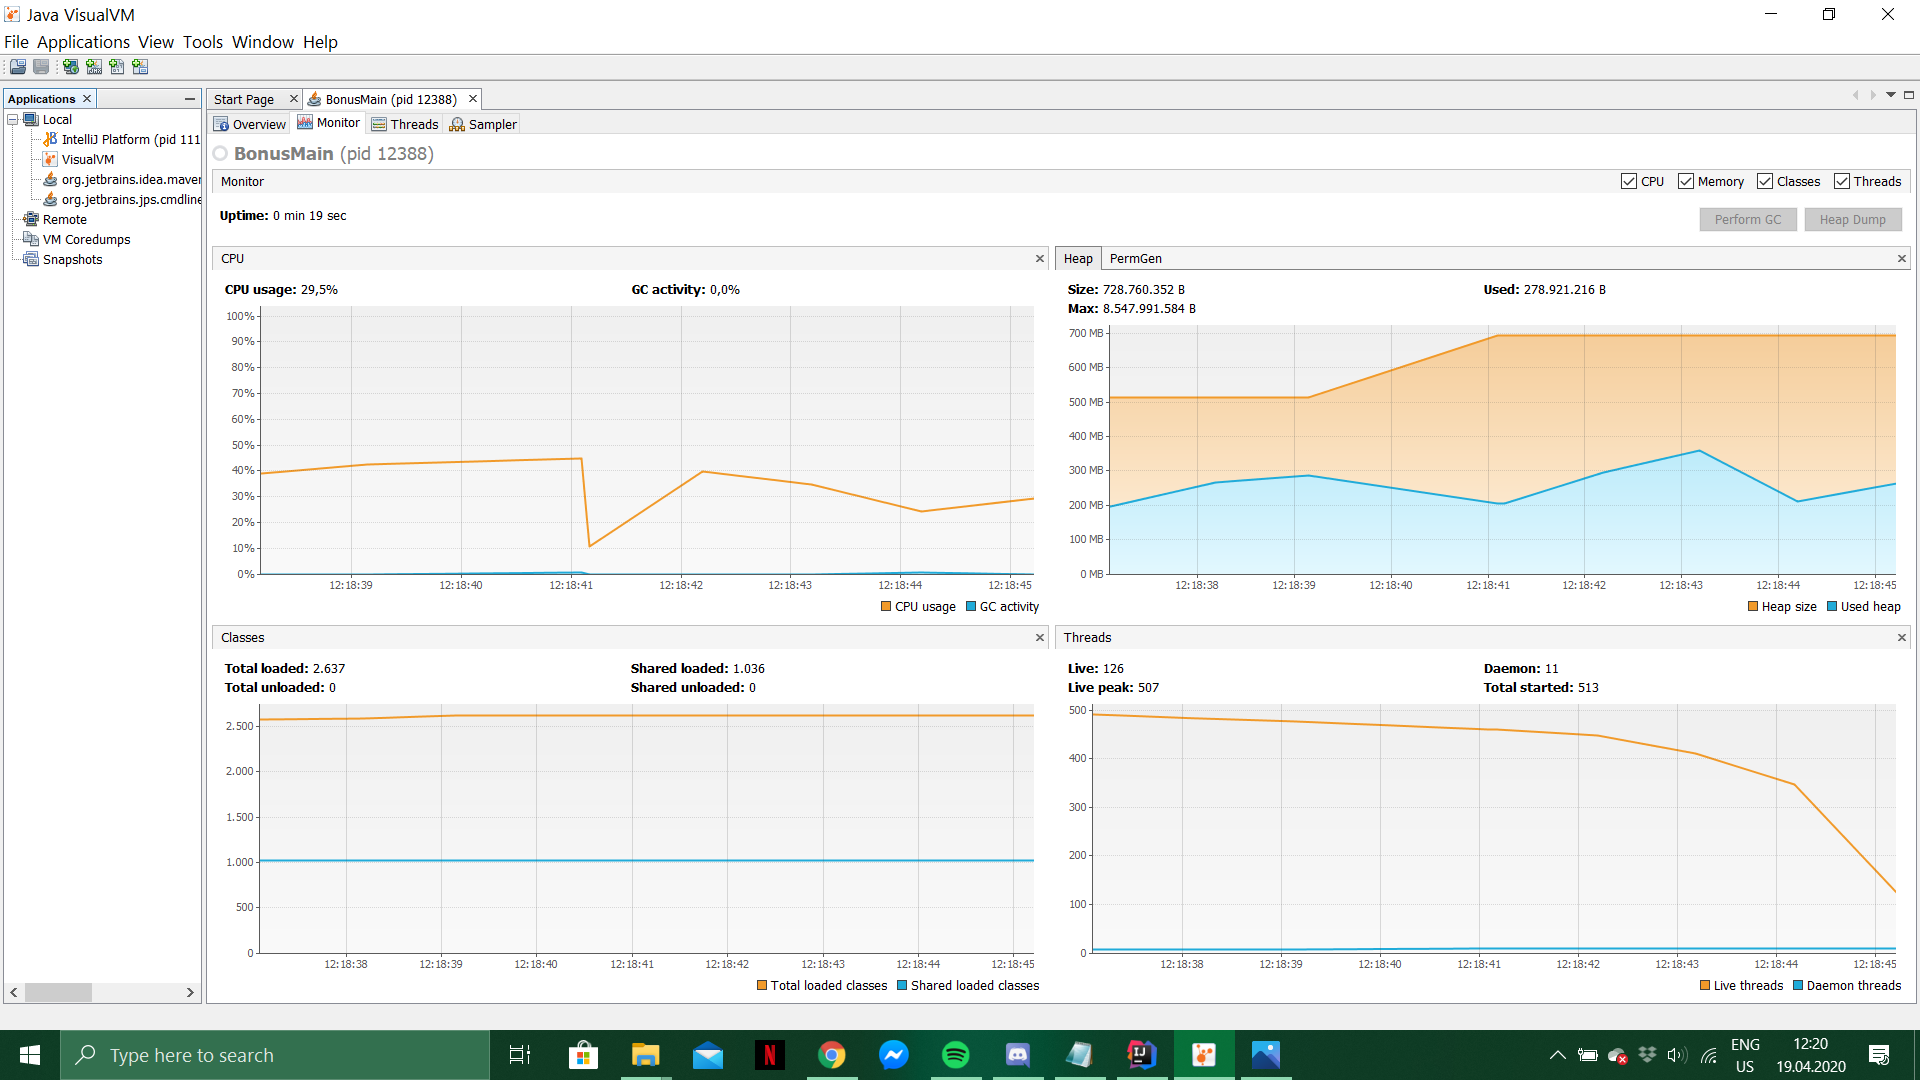 Java VisualVM
File Applications View Tools Window Help
Applications
Local
IntelliJ Platform (pid 111
VisualVM
org.jetbrains.idea.maver
org.jetbrains.jps.cmdline
Remote
VM Coredumps
Snapshots
Start Page BonusMain (pid 12388)
Overview Monitor Threads Sampler
BonusMain (pid 12388)
Monitor CPU Memory Classes Threads
Uptime: 0 min 19 sec
Perform GC Heap Dump
CPU
CPU usage: 29,5% GC activity: 0,0%
100%
90%
80%
70%
60%
50%
40%
30%
20%
10%
0%
12:18:39 12:18:40 12:18:41 12:18:42 12:18:43 12:18:44 12:18:45
CPU usage GC activity
Heap PermGen
Size: 728.760.352 B Used: 278.921.216 B
Max: 8.547.991.584 B
700 MB
600 MB
500 MB
400 MB
300 MB
200 MB
100 MB
0 MB
12:18:38 12:18:39 12:18:40 12:18:41 12:18:42 12:18:43 12:18:44 12:18:45
Heap size Used heap
Classes
Total loaded: 2.637 Shared loaded: 1.036
Total unloaded: 0 Shared unloaded: 0
2.500
2.000
1.500
1.000
500
0
12:18:38 12:18:39 12:18:40 12:18:41 12:18:42 12:18:43 12:18:44 12:18:45
Total loaded classes Shared loaded classes
Threads
Live: 126 Daemon: 11
Live peak: 507 Total started: 513
500
400
300
200
100
0
12:18:38 12:18:39 12:18:40 12:18:41 12:18:42 12:18:43 12:18:44 12:18:45
Live threads Daemon threads
Type here to search
ENG
US
12:20
19.04.2020